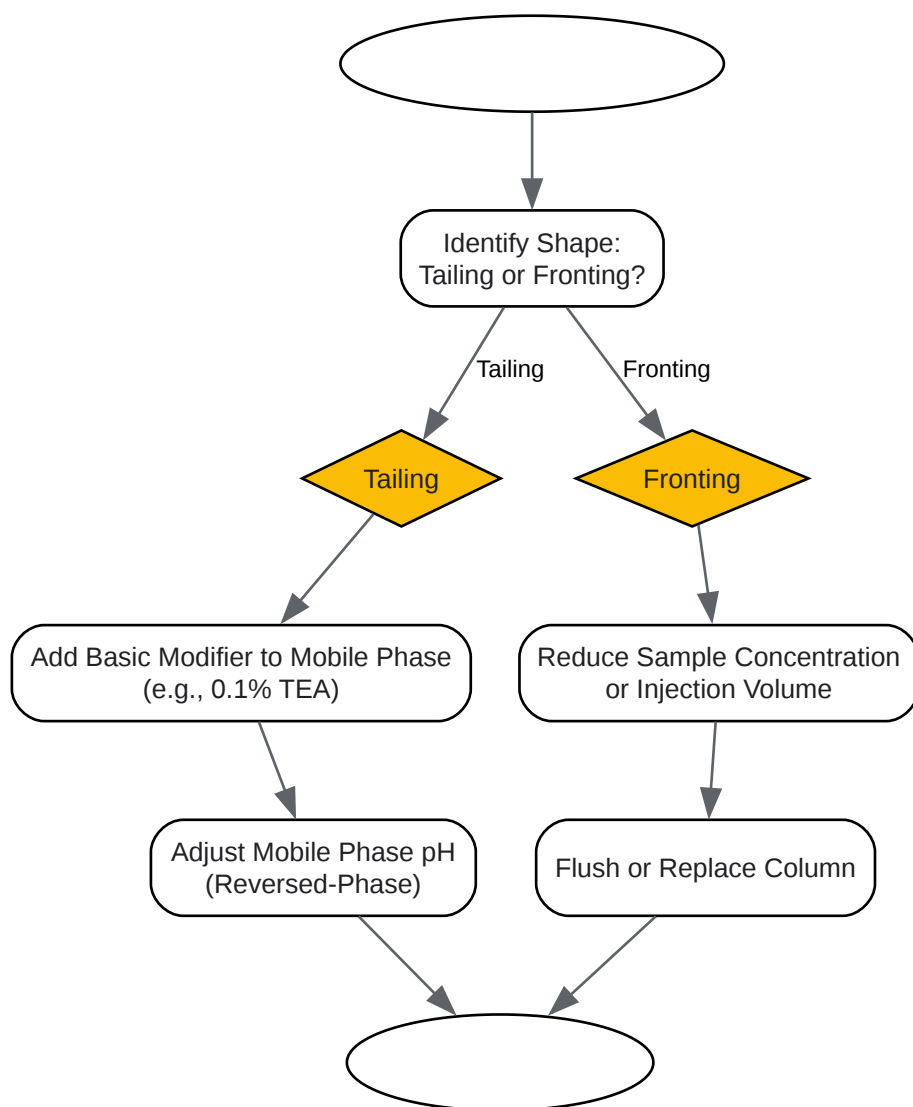 Identify Shape:
Tailing or Fronting?
Tailing
Fronting
Tailing
Fronting
Add Basic Modifier to Mobile Phase
(e.g., 0.1% TEA)
Reduce Sample Concentration
or Injection Volume
Adjust Mobile Phase pH
(Reversed-Phase)
Flush or Replace Column